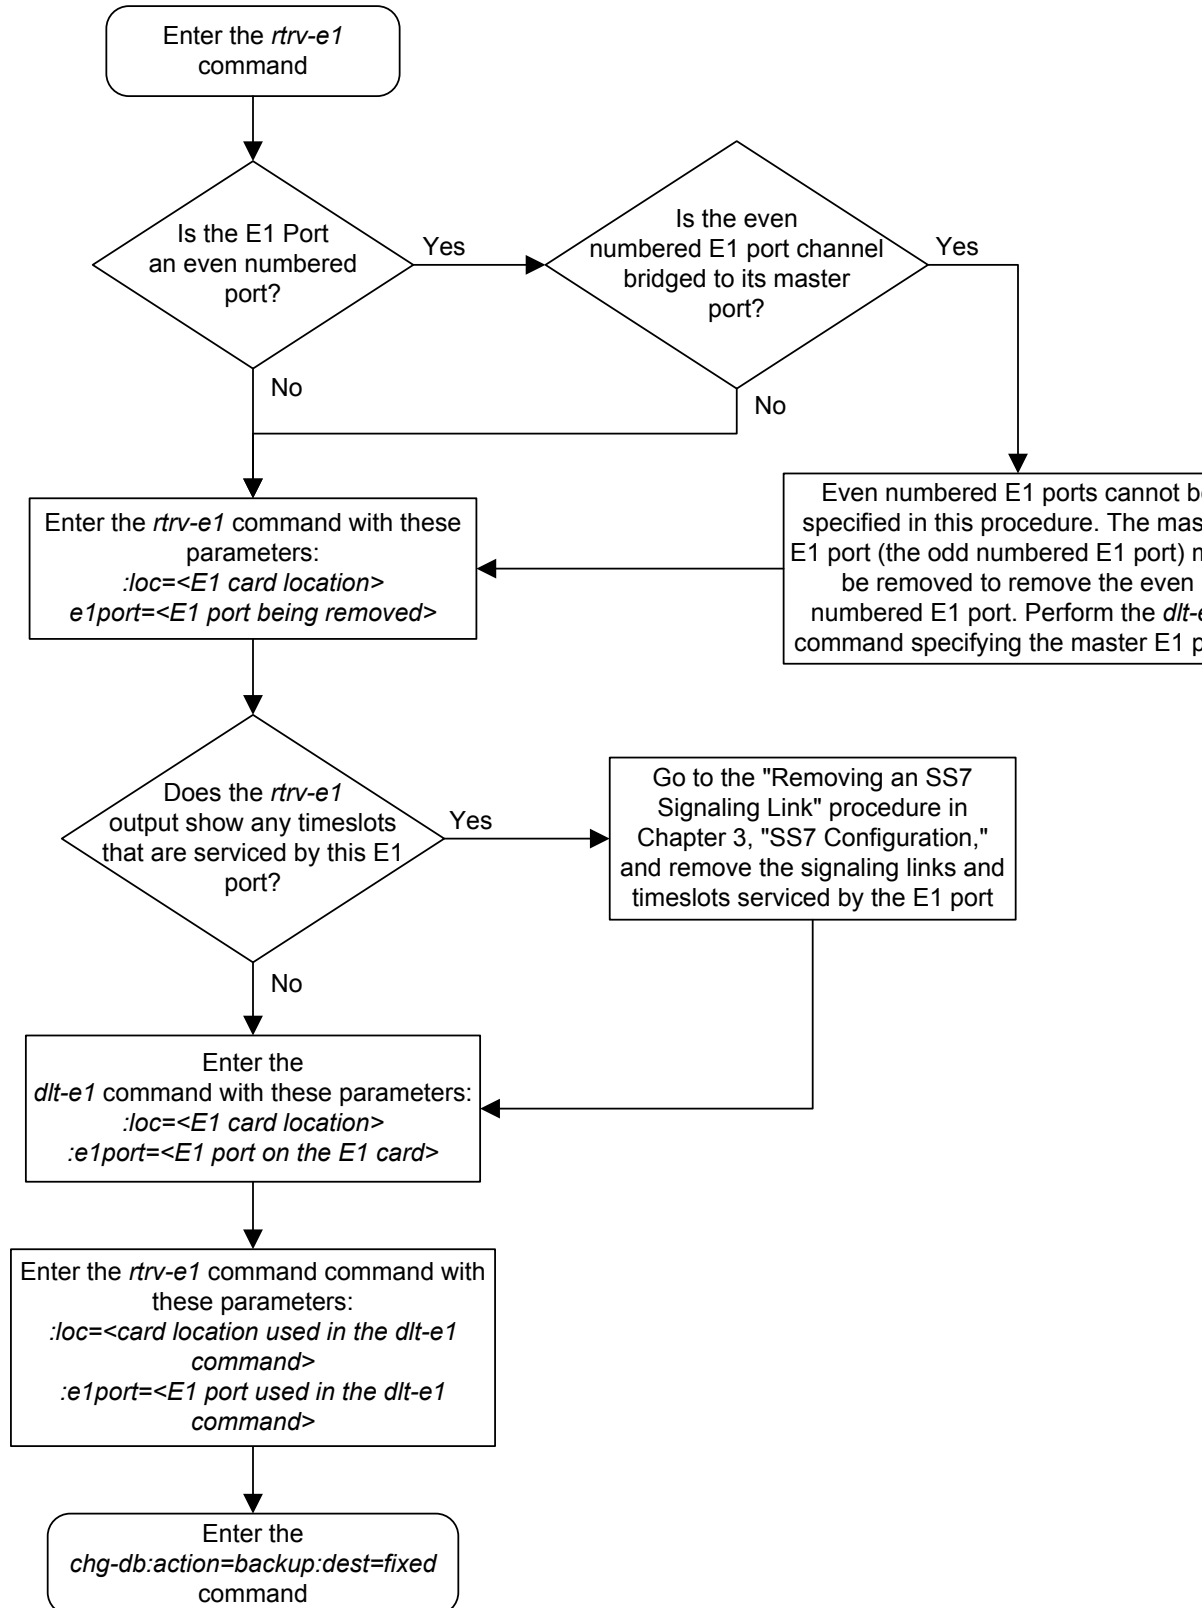 Enter the rtrv-e1
command
Is the E1 Port
an even numbered
port?
Yes
No
Is the even
numbered E1 port channel
bridged to its master
port?
Yes
No
Even numbered E1 ports cannot
specified in this procedure. The
E1 port (the odd numbered E1 port)
be removed to remove the even
numbered E1 port. Perform the
command specifying the master E1
Enter the rtrv-e1 command with these
parameters:
:loc=<E1 card location>
e1port=<E1 port being removed>
Does the rtrv-e1
output show any timeslots
that are serviced by this E1
port?
Yes
No
Go to the "Removing an SS7
Signaling Link" procedure in
Chapter 3, "SS7 Configuration,"
and remove the signaling links and
timeslots serviced by the E1 port
Enter the
dlt-e1 command with these parameters:
:loc=<E1 card location>
:e1port=<E1 port on the E1 card>
Enter the rtrv-e1 command command with
these parameters:
:loc=<card location used in the dlt-e1
command>
:e1port=<E1 port used in the dlt-e1
command>
Enter the
chg-db:action=backup:dest=fixed
command